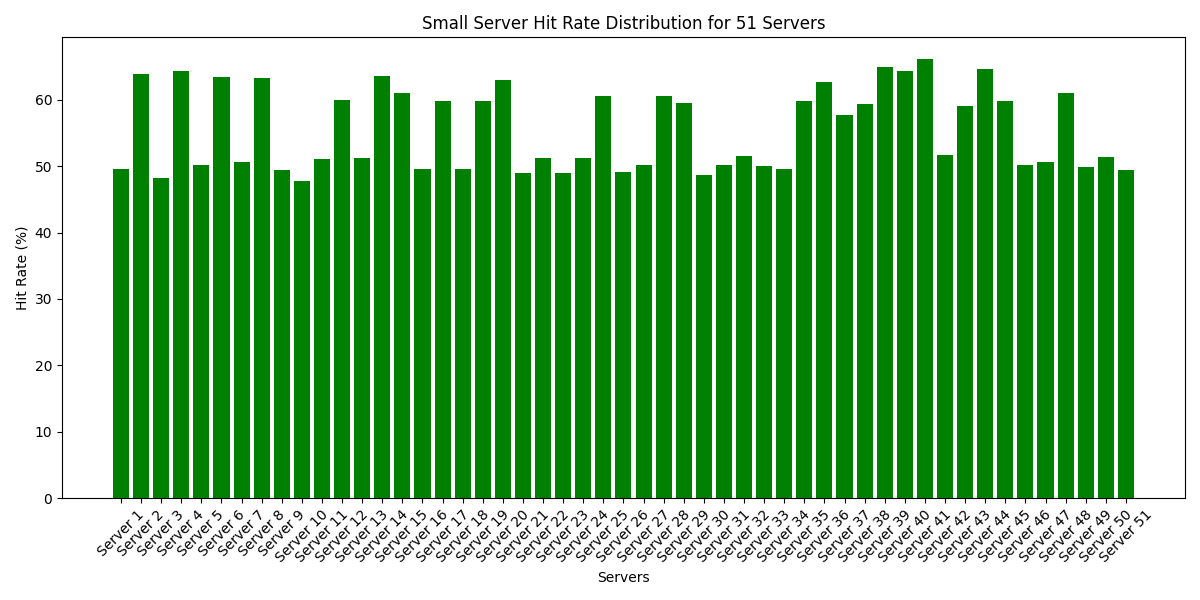 Small Server Hit Rate Distribution for 51 Servers
Hit Rate (%)
60
50
40
30
20
10
0
Server 1
Server 2
Server 3
Server 4
Server 5
Server 6
Server 7
Server 8
Server 9
Server 10
Server 11
Server 12
Server 13
Server 14
Server 15
Server 16
Server 17
Server 18
Server 19
Server 20
Server 21
Server 22
Server 23
Server 24
Server 25
Server 26
Server 27
Server 28
Server 29
Server 30
Server 31
Server 32
Server 33
Server 34
Server 35
Server 36
Server 37
Server 38
Server 39
Server 40
Server 41
Server 42
Server 43
Server 44
Server 45
Server 46
Server 47
Server 48
Server 49
Server 50
Server 51
Servers